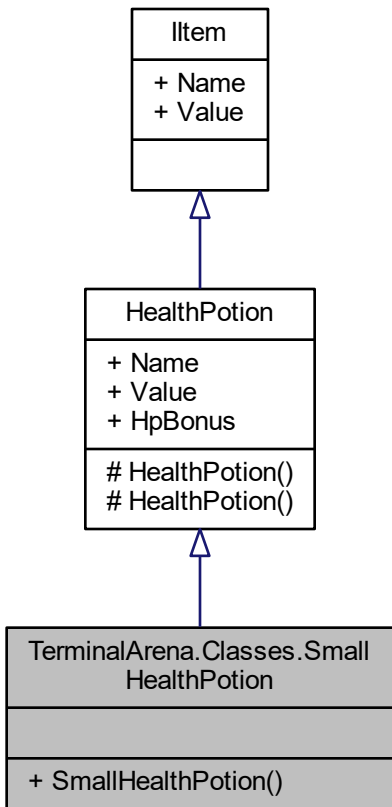 IItem
+ Name
+ Value
HealthPotion
+ Name
+ Value
+ HpBonus
# HealthPotion()
# HealthPotion()
TerminalArena.Classes.Small
HealthPotion
+ SmallHealthPotion()